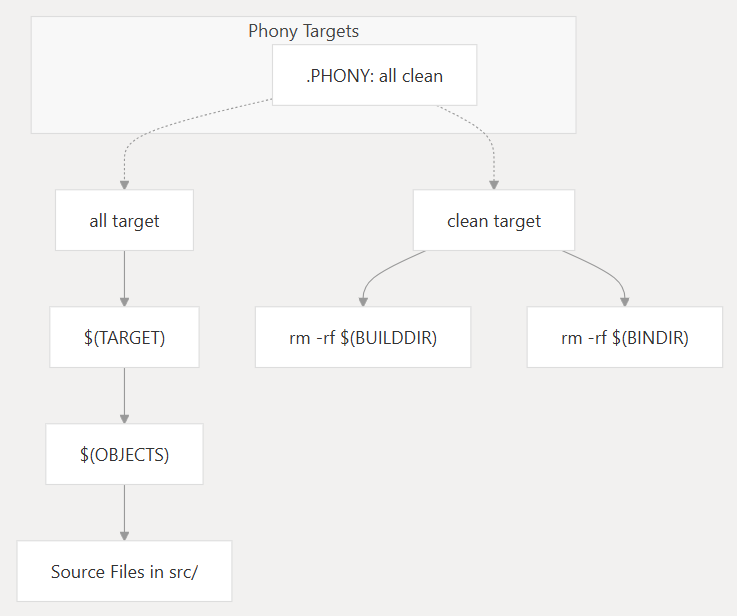 Phony Targets
.PHONY: all clean
all target
clean target
$(TARGET)
rm -rf $(BUILDDIR)
rm -rf $(BINDIR)
$(OBJECTS)
Source Files in src/